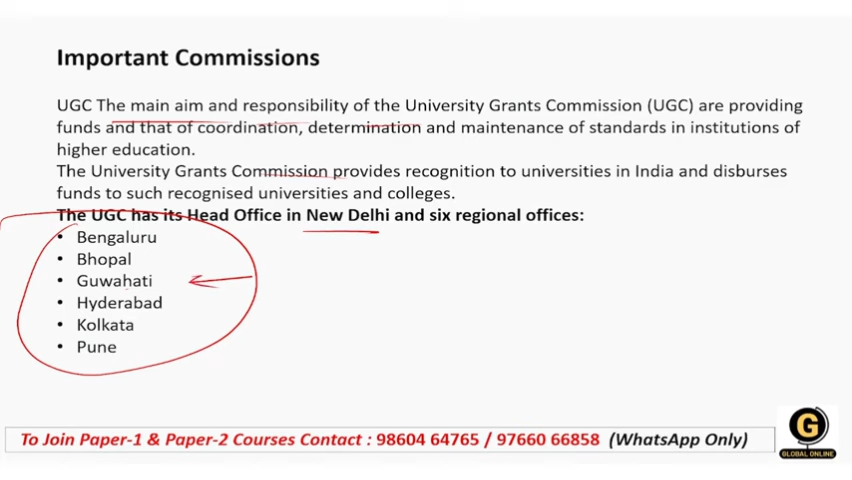 Important Commissions
UGC The main aim and responsibility of the University Grants Commission (UGC) are providing
funds and that of coordination, determination and maintenance of standards in institutions of
higher education.
The University Grants Commission provides recognition to universities in India and disburses
funds to such recognised universities and colleges.
The UGC has its Head Office in New Delhi and six regional offices:
• Bengaluru
• Bhopal
• Guwahati
• Hyderabad
• Kolkata
• Pune
To Join Paper-1 & Paper-2 Courses Contact : 98604 64765 / 97660 66858 (WhatsApp Only)
G
GLOBAL ONLINE